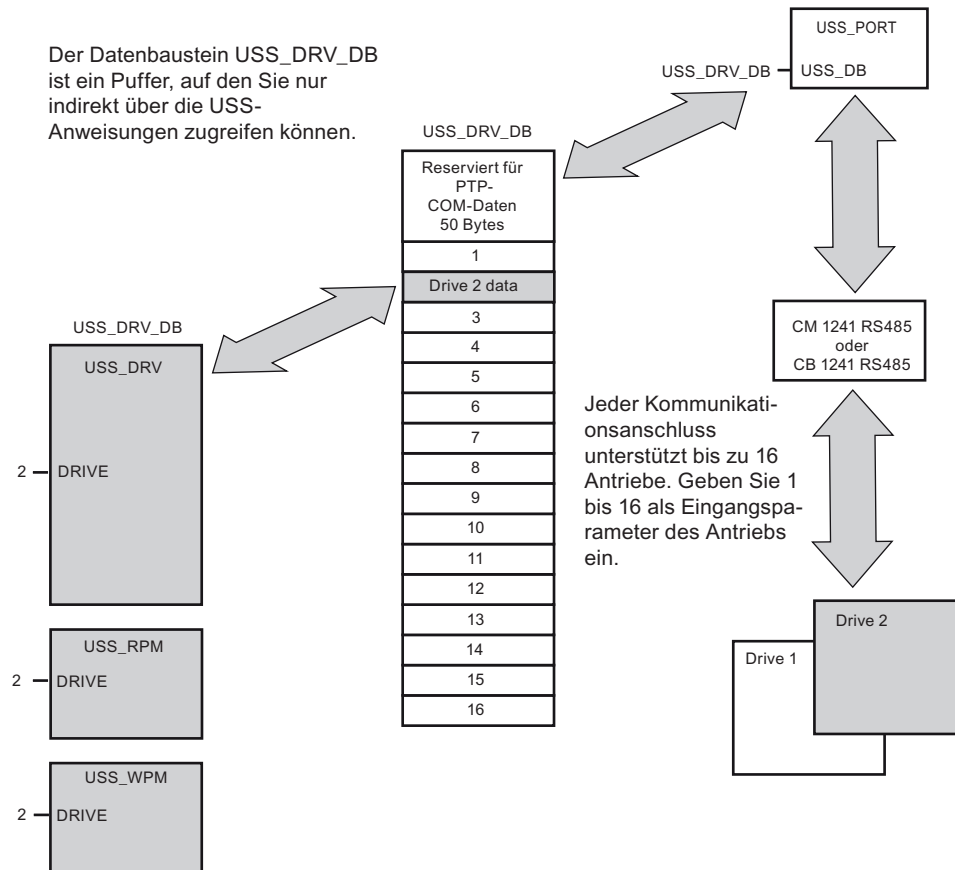 Der Datenbaustein USS_DRV_DB
ist ein Puffer, auf den Sie nur
indirekt über die USS-
Anweisungen zugreifen können.
USS_PORT
USS_DRV_DB
USS_DB
USS_DRV_DB
Reserviert für
PTP-
COM-Daten
50 Bytes
1
Drive 2 data
3
4
5
6
7
8
9
10
11
12
13
14
15
16
USS_DRV_DB
USS_DRV
2
DRIVE
USS_RPM
2
DRIVE
USS_WPM
2
DRIVE
CM 1241 RS485
oder
CB 1241 RS485
Jeder Kommunikati-
onsanschluss
unterstützt bis zu 16
Antriebe. Geben Sie 1
bis 16 als Eingangspa-
rameter des Antriebs
ein.
Drive 2
Drive 1